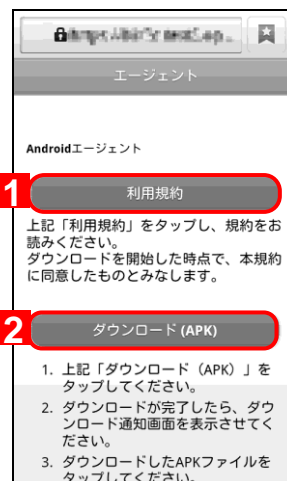 エージェント
Androidエージェント
1
利用規約
上記「利用規約」をタップし、規約をお
読みください。
ダウンロードを開始した時点で、本規約
に同意したものとみなします。
2
ダウンロード (APK)
1. 上記「ダウンロード（APK）」を
タップしてください。
2. ダウンロードが完了したら、ダウ
ンロード通知画面を表示させてく
ださい。
3. ダウンロードしたAPKファイルを
タップしてください。